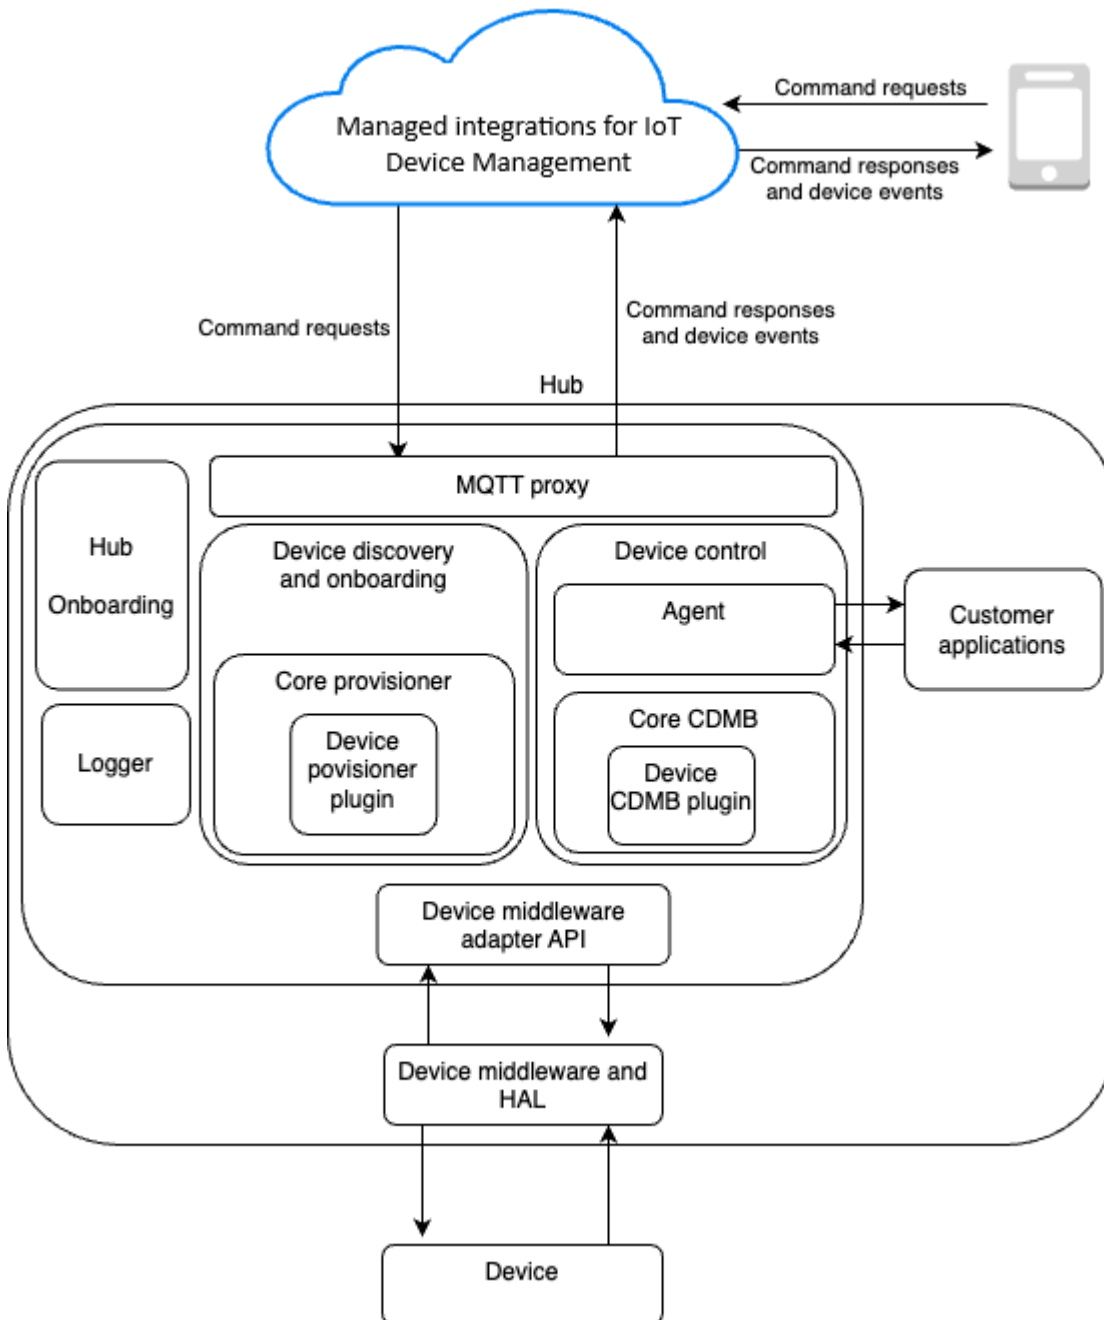 Command requests
Managed integrations for IoT
Device Management
Command responses
and device events
Command requests
Command responses
and device events
Hub
MQTT proxy
Hub
Onboarding
Device discovery
and onboarding
Device control
Agent
Customer
applications
Core provisioner
Device
povisioner
plugin
Core CDMB
Device
CDMB plugin
Logger
Device middleware
adapter API
Device middleware and
HAL
Device